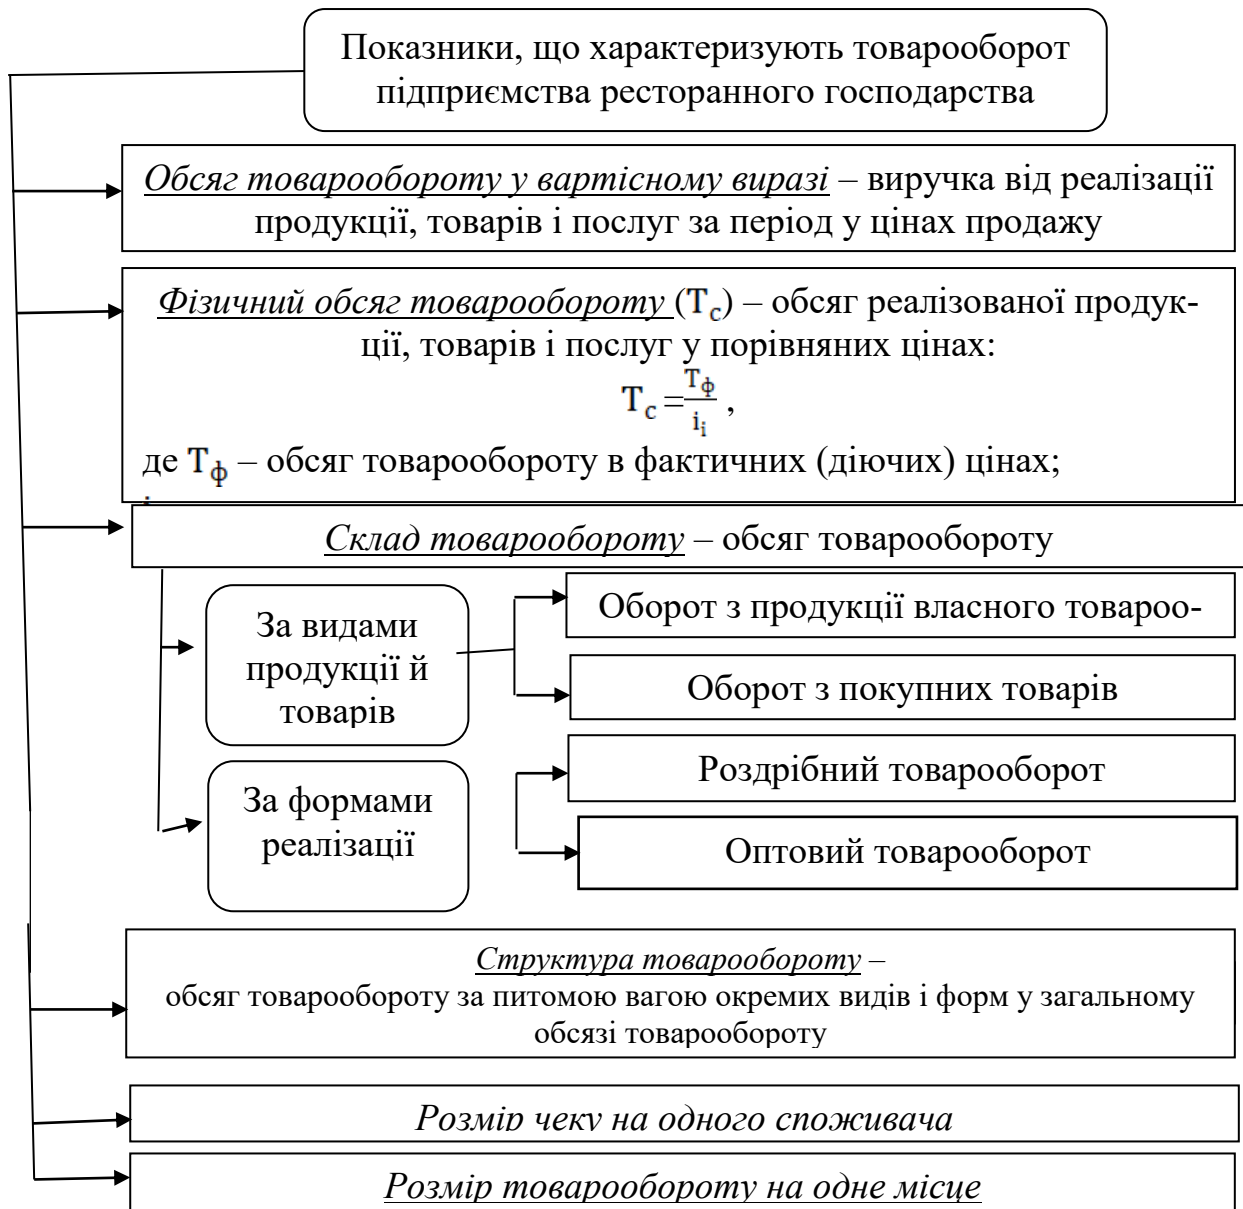 Показники, що характеризують товарооборот
підприємства ресторанного господарства
Обсяг товарообороту у вартісному виразі – виручка від реалізації
продукції, товарів і послуг за період у цінах продажу
Фізичний обсяг товарообороту (Тс) – обсяг реалізованої продук-
ції, товарів і послуг у порівняних цінах:
Тс = Тф / іі ,
де Тф – обсяг товарообороту в фактичних (діючих) цінах;
Склад товарообороту – обсяг товарообороту
За видами
продукції й
товарів
Оборот з продукції власного товароо-
Оборот з покупних товарів
За формами
реалізації
Роздрібний товарооборот
Оптовий товарооборот
Структура товарообороту –
обсяг товарообороту за питомою вагою окремих видів і форм у загальному
обсязі товарообороту
Розмір чеку на одного споживача
Розмір товарообороту на одне місце